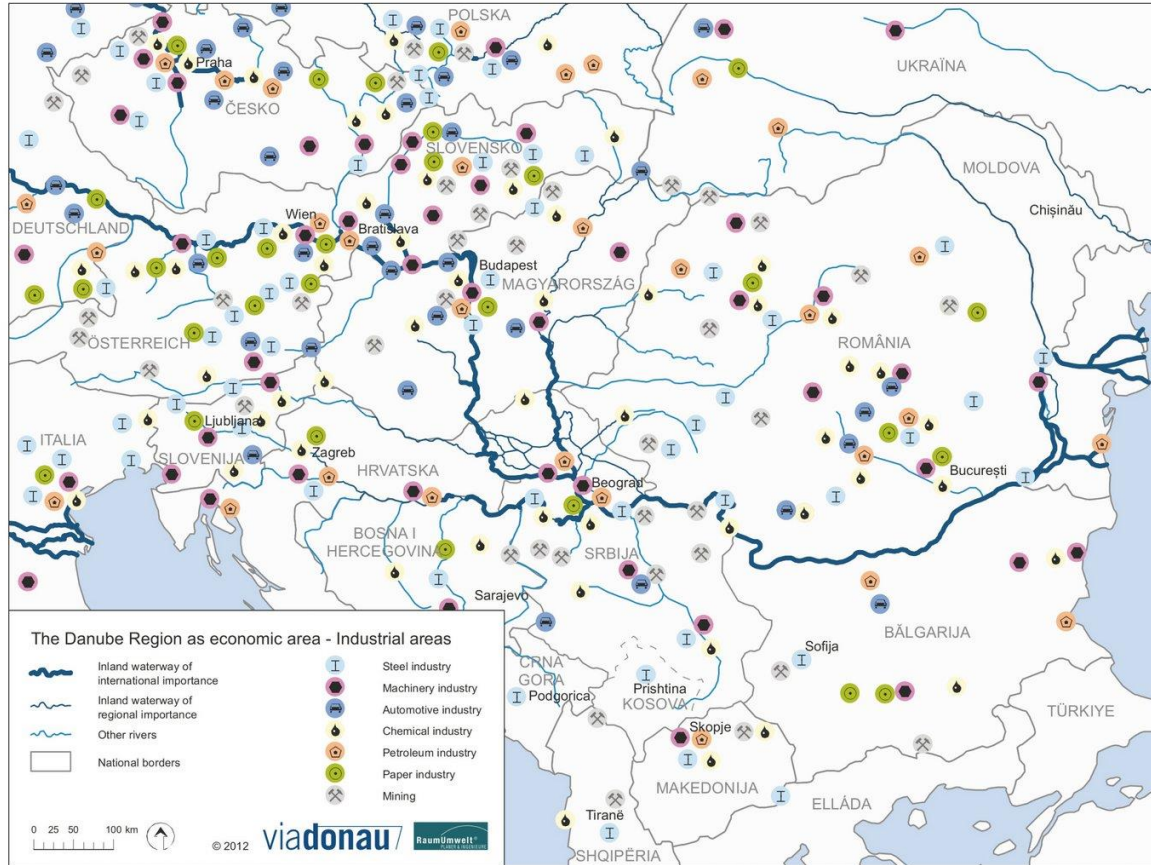 POLSKA
UKRAÏNA
Praha
ČESKO
SLOVENSKO
MOLDOVA
Chișinău
DEUTSCHLAND
Wien
Bratislava
Budapest
MAGYARORSZÁG
ÖSTERREICH
ROMÂNIA
Ljubljana
ITALIA
SLOVENIJA
Zagreb
HRVATSKA
București
Beograd
BOSNA I
HERCEGOVINA
SRBIJA
Sarajevo
BĂLGARIJA
Sofija
CRNA
GORA
Podgorica
Prishtina
KOSOVA
TÜRKIYE
Skopje
MAKEDONIJA
ELLÁDA
Tiranë
SHQIPËRIA
The Danube Region as economic area - Industrial areas
Inland waterway of
international importance
Inland waterway of
regional importance
Other rivers
National borders
Steel industry
Machinery industry
Automotive industry
Chemical industry
Petroleum industry
Paper industry
Mining
0 25 50 100 km
© 2012
viadonau
RaumUmwelt®
PLANER & INGENIEURE